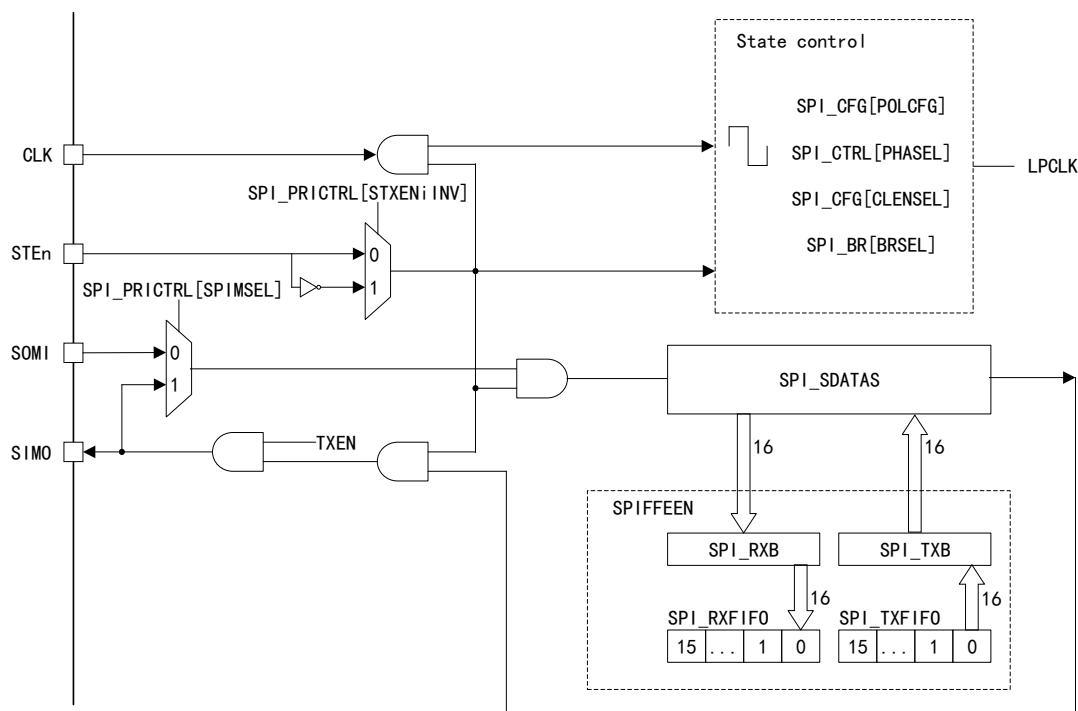 State control
SPI_CFG[POLCFG]
CLK
SPI_CTRL[PHASEL]
LPCLK
SPI_PRICTRL[STXENiINV]
SPI_CFG[CLENSEL]
STEn
0
SPI_BR[BRSEL]
1
SPI_PRICTRL[SPIMSEL]
SOMI
0
1
SPI_SDATAS
SIMO
TXEN
16
16
SPIFFEEN
SPI_RXB
SPI_TXB
16
16
SPI_RXFIFO
SPI_TXFIFO
15 ... 1 0
15 ... 1 0